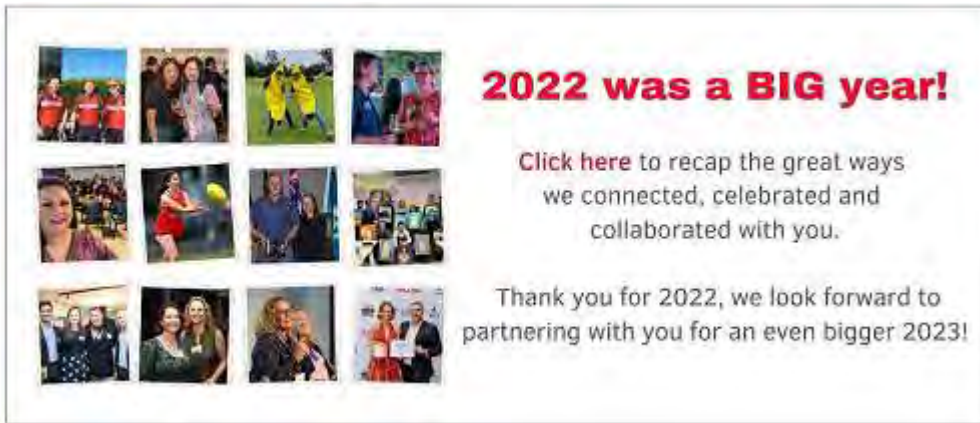 2022 was a BIG year!
Click here to recap the great ways
we connected, celebrated and
collaborated with you.
Thank you for 2022, we look forward to
partnering with you for an even bigger 2023!